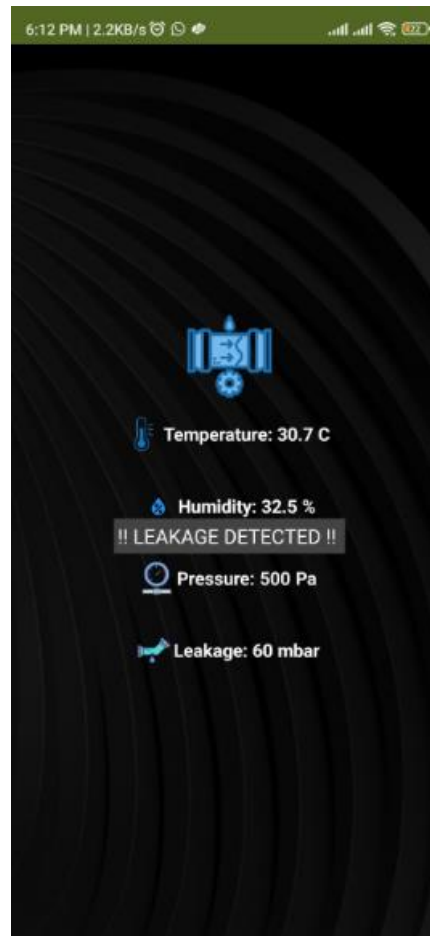 6:12 PM | 2.2KB/s
Temperature: 30.7 C
Humidity: 32.5 %
!! LEAKAGE DETECTED !!
Pressure: 500 Pa
Leakage: 60 mbar